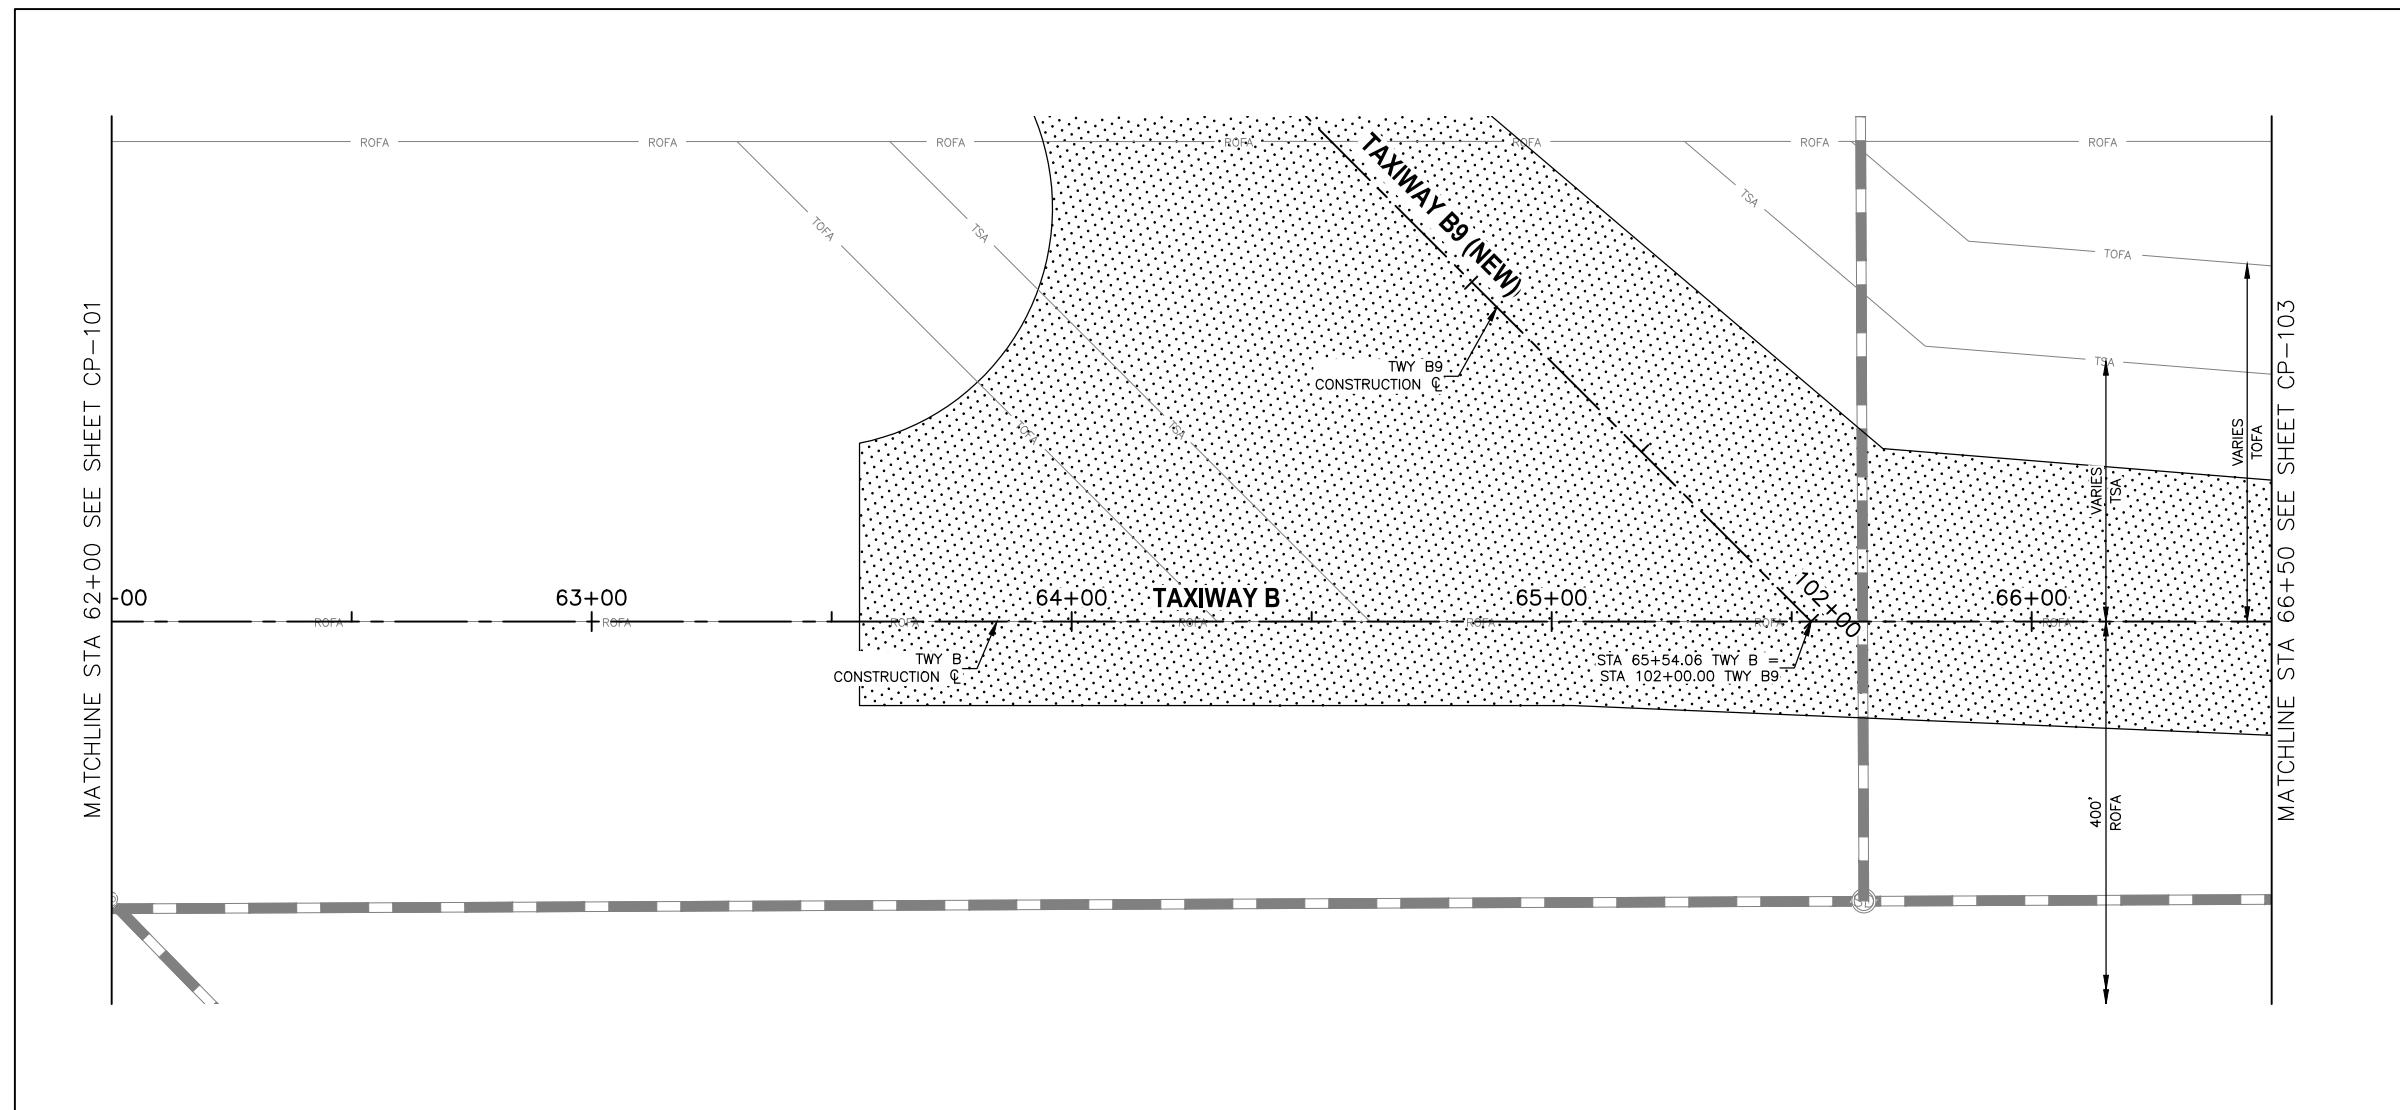 ROFA ROFA ROFA ROFA ROFA ROFA ROFA
TAXIWAY B9 (NEW)
TSA
TOFA
TSA
TOFA
TSA
TWY B9
CONSTRUCTION ℄
TOFA
TSA
VARIES
TOFA
VARIES
TSA
MATCHLINE STA 62+00 SEE SHEET CP-101
MATCHLINE STA 66+50 SEE SHEET CP-103
+00 63+00 64+00 TAXIWAY B 65+00 102+00 66+00
ROFA ROFA ROFA ROFA ROFA ROFA ROFA
TWY B
CONSTRUCTION ℄
STA 65+54.06 TWY B =
STA 102+00.00 TWY B9
400'
ROFA